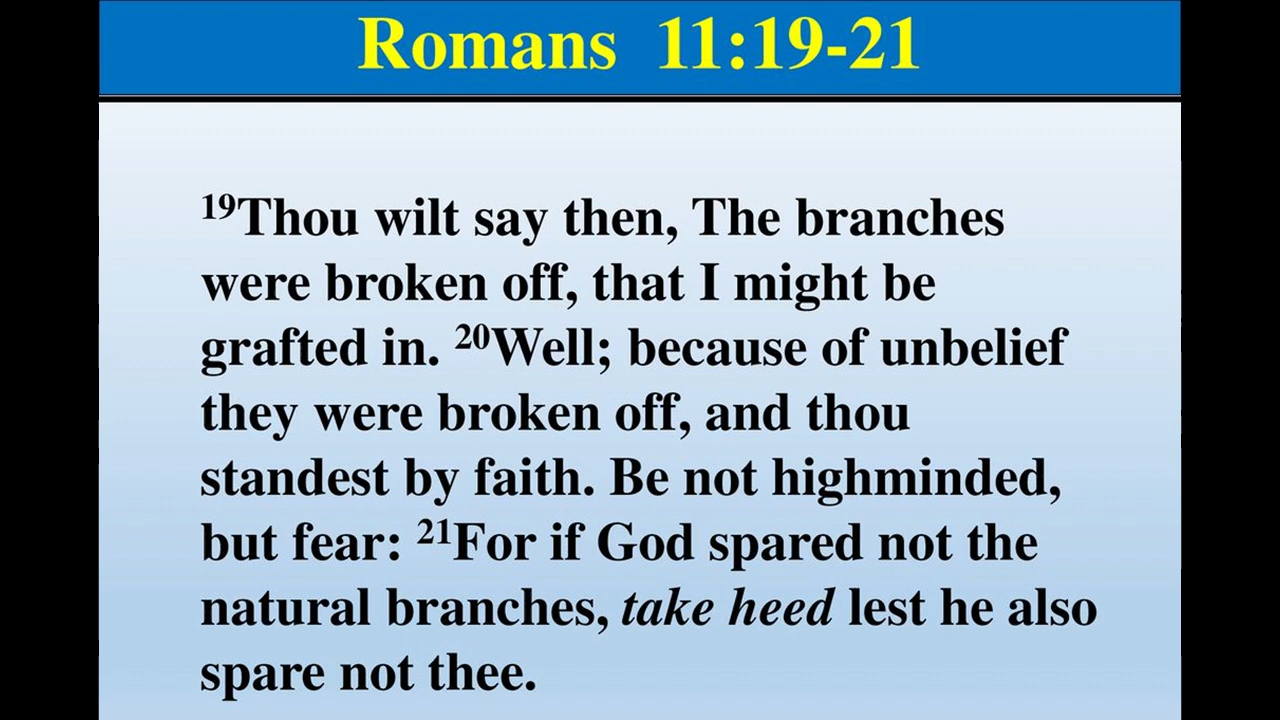 Romans 11:19-21
19Thou wilt say then, The branches
were broken off, that I might be
grafted in. 20Well; because of unbelief
they were broken off, and thou
standest by faith. Be not highminded,
but fear: 21For if God spared not the
natural branches, take heed lest he also
spare not thee.